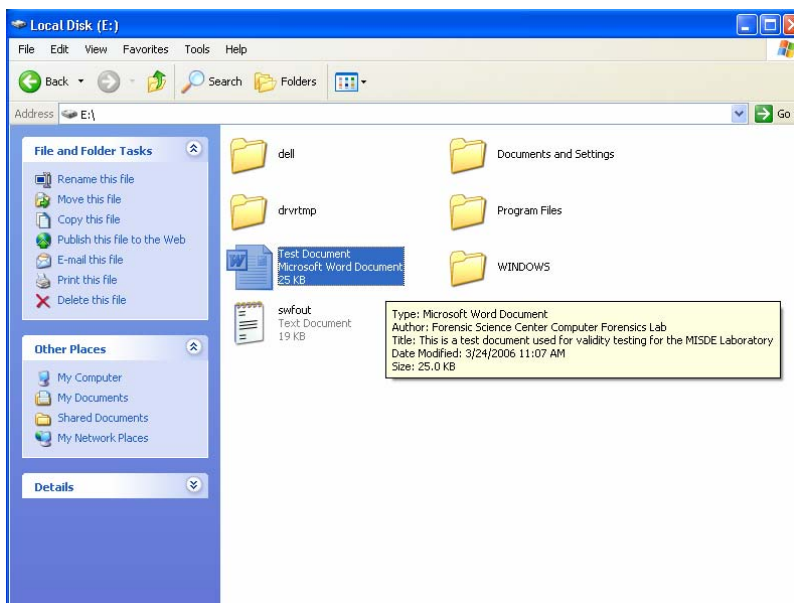 Local Disk (E:)
File Edit View Favorites Tools Help
Back Search Folders
Address E:\ Go
File and Folder Tasks
Rename this file
Move this file
Copy this file
Publish this file to the Web
E-mail this file
Print this file
Delete this file
Other Places
My Computer
My Documents
Shared Documents
My Network Places
Details
dell
Documents and Settings
drvrtmp
Program Files
Test Document
Microsoft Word Document
25 KB
WINDOWS
swfout
Text Document
19 KB
Type: Microsoft Word Document
Author: Forensic Science Center Computer Forensics Lab
Title: This is a test document used for validity testing for the MISDE Laboratory
Date Modified: 3/24/2006 11:07 AM
Size: 25.0 KB